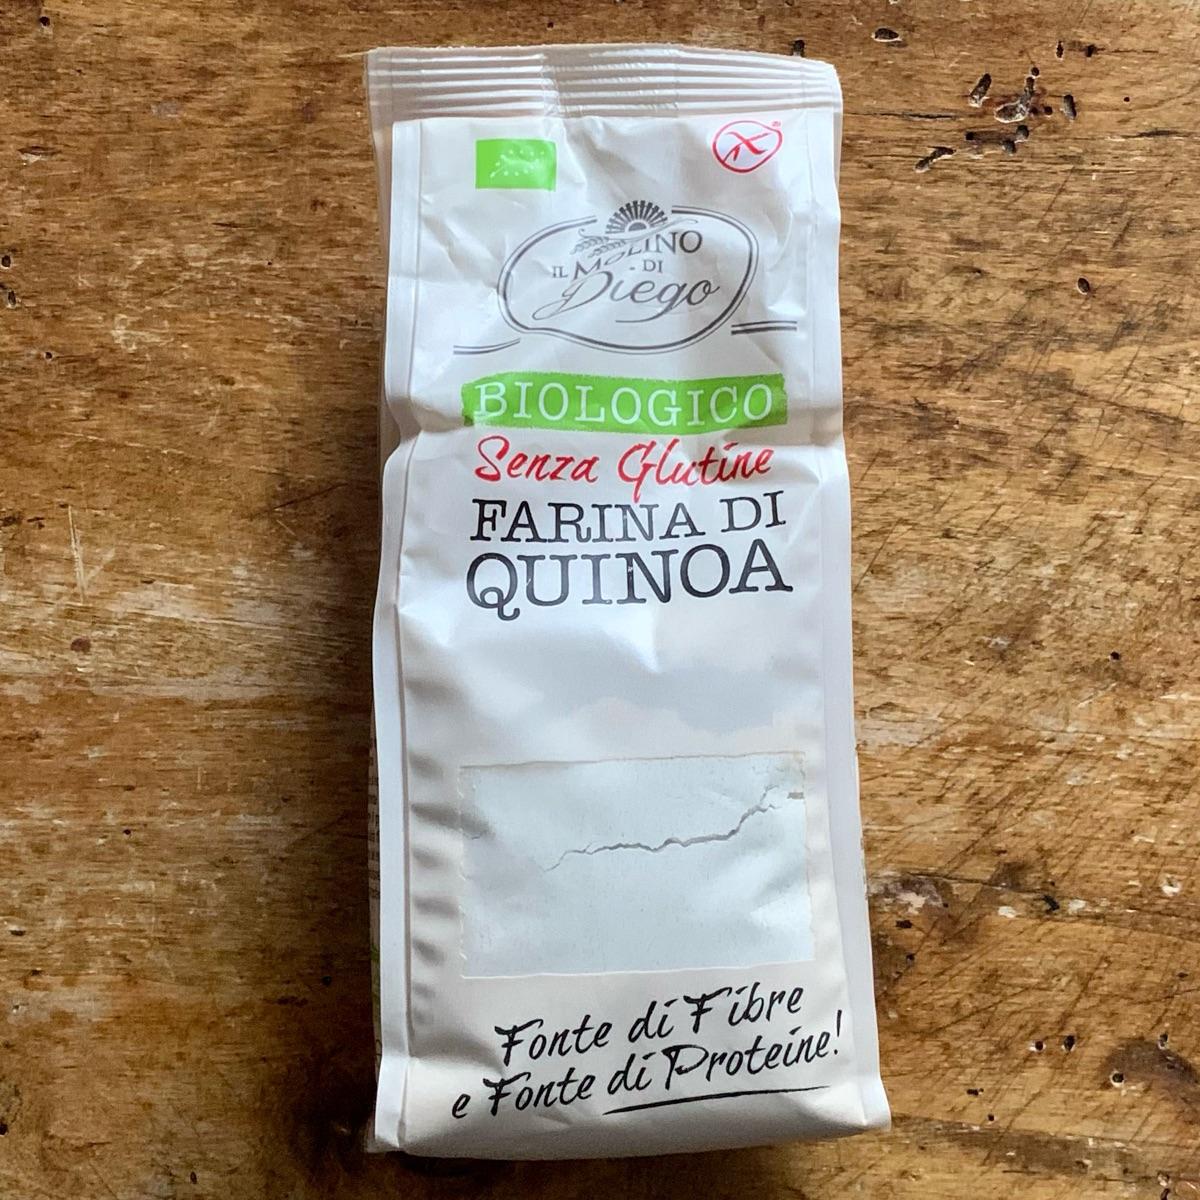 IL MOLINO
- DI
Diego
BIOLOGICO
Senza Glutine
FARINA DI
QUINOA
Fonte di Fibre
e Fonte di Proteine!